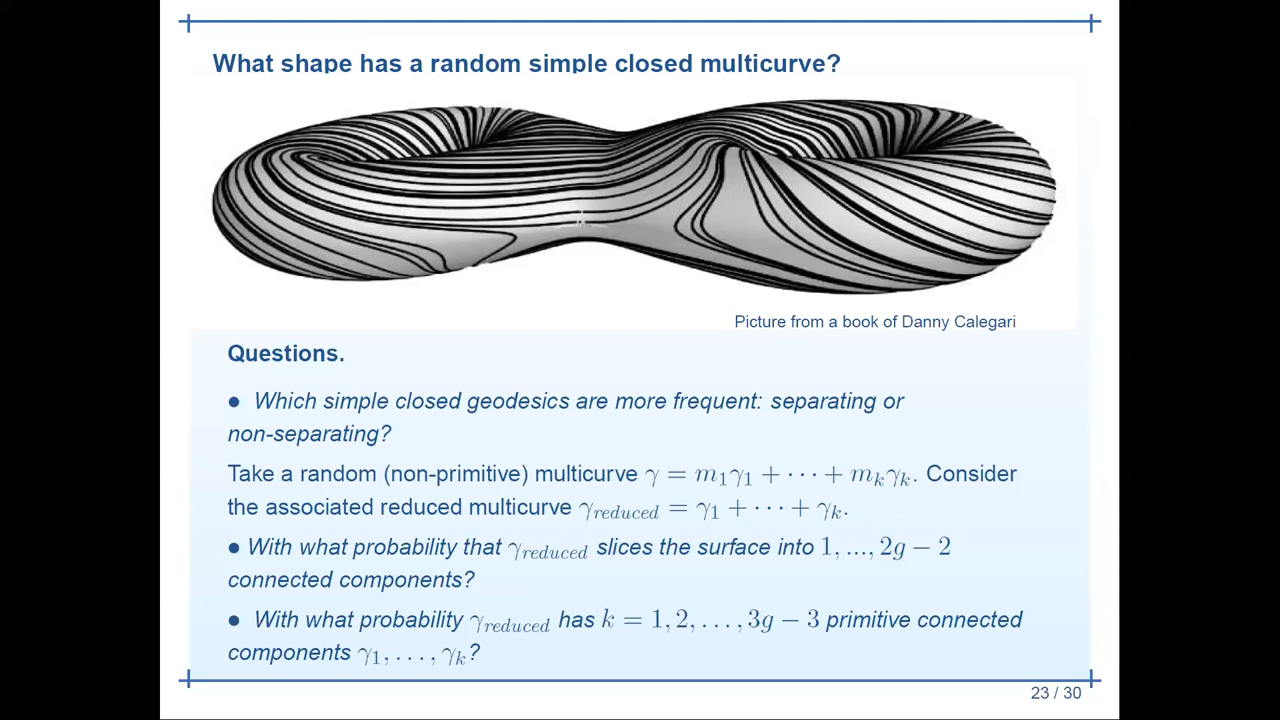 What shape has a random simple closed multicurve?
Picture from a book of Danny Calegari
Questions.
● Which simple closed geodesics are more frequent: separating or
non-separating?
Take a random (non-primitive) multicurve γ = m₁γ₁ + ⋯ + mₖγₖ. Consider
the associated reduced multicurve γ_reduced = γ₁ + ⋯ + γₖ.
● With what probability that γ_reduced slices the surface into 1, ..., 2g − 2
connected components?
● With what probability γ_reduced has k = 1, 2, . . . , 3g − 3 primitive connected
components γ₁, . . . , γₖ?
23 / 30